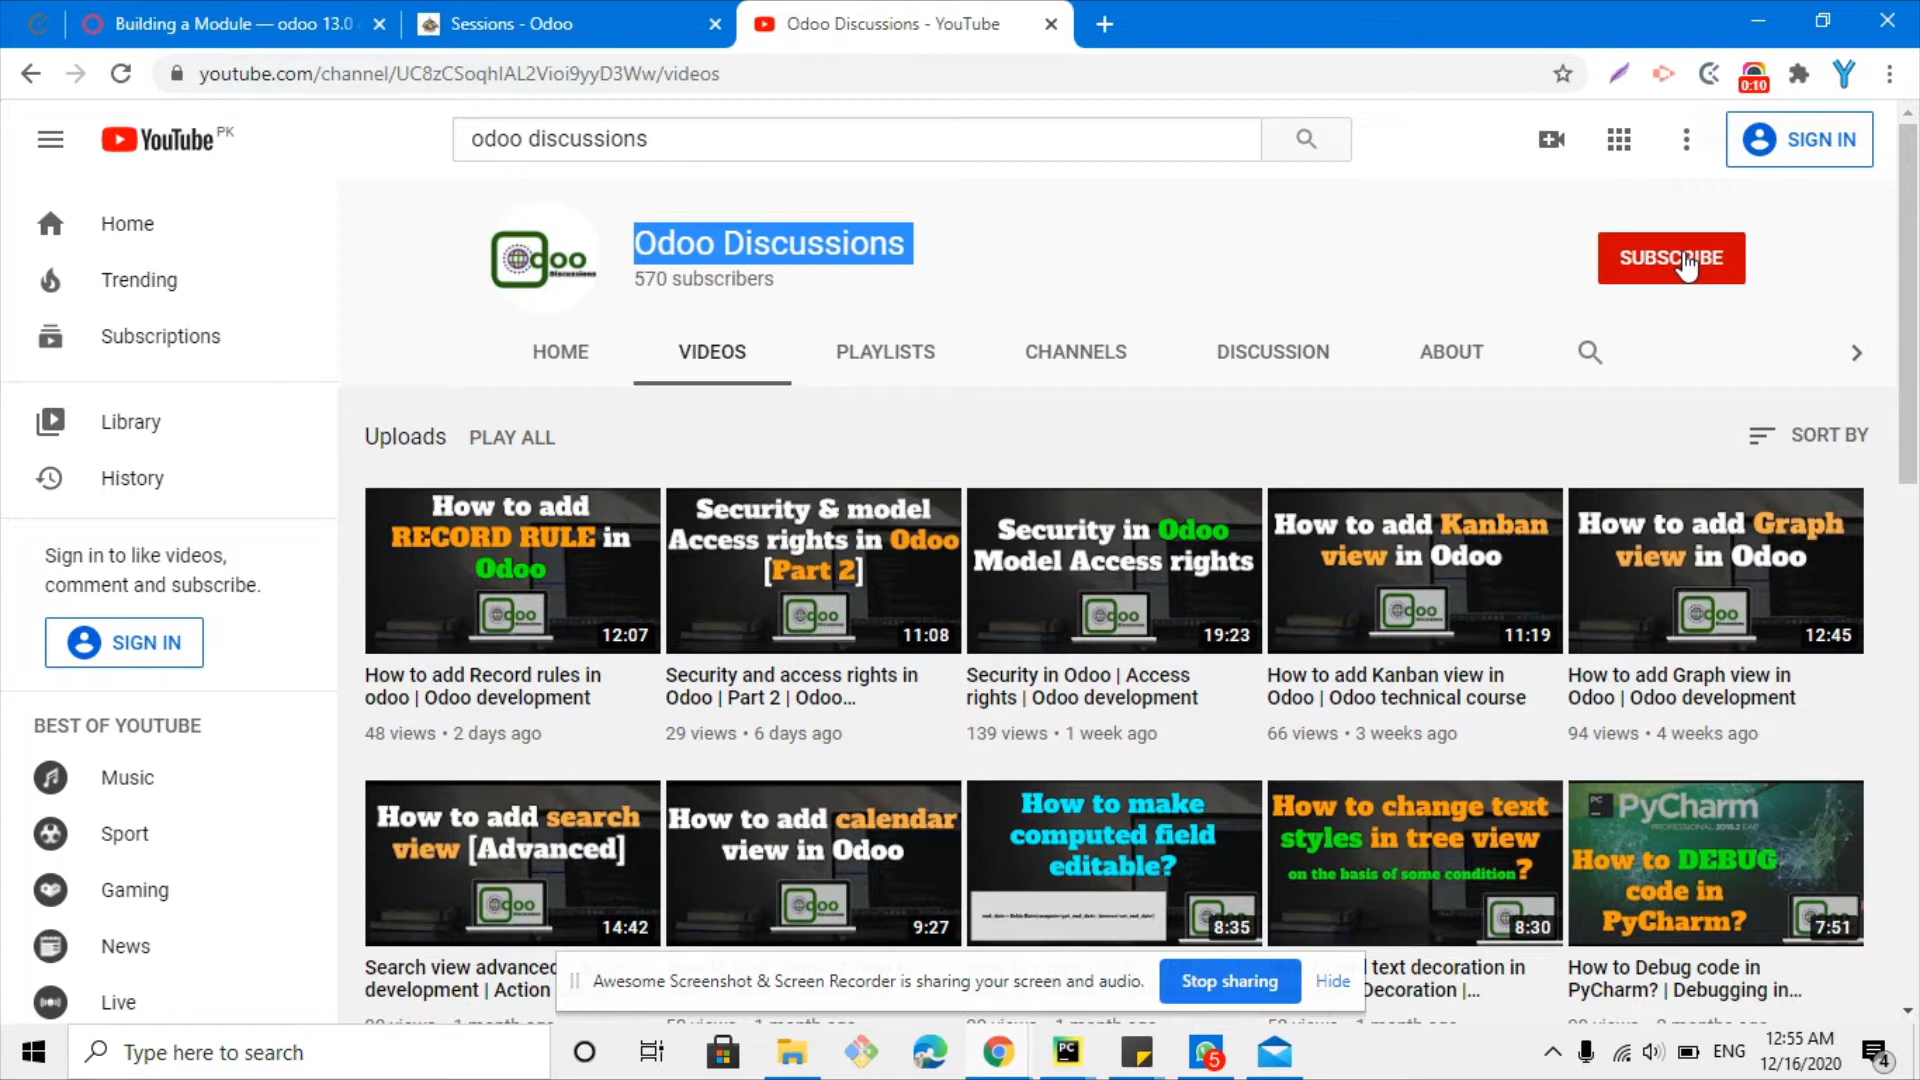 Building a Module — odoo 13.0
Sessions - Odoo
Odoo Discussions - YouTube
youtube.com/channel/UC8zCSoqhIAL2Vioi9yyD3Ww/videos
0:10
YouTube PK
odoo discussions
SIGN IN
Home
Trending
Subscriptions
Library
History
Sign in to like videos,
comment and subscribe.
SIGN IN
BEST OF YOUTUBE
Music
Sport
Gaming
News
Live
Odoo Discussions
570 subscribers
SUBSCRIBE
HOME VIDEOS PLAYLISTS CHANNELS DISCUSSION ABOUT
Uploads PLAY ALL
SORT BY
How to add
RECORD RULE in
Odoo
12:07
How to add Record rules in
odoo | Odoo development
48 views • 2 days ago
Security & model
Access rights in Odoo
[Part 2]
11:08
Security and access rights in
Odoo | Part 2 | Odoo...
29 views • 6 days ago
Security in Odoo
Model Access rights
19:23
Security in Odoo | Access
rights | Odoo development
139 views • 1 week ago
How to add Kanban
view in Odoo
11:19
How to add Kanban view in
Odoo | Odoo technical course
66 views • 3 weeks ago
How to add Graph
view in Odoo
12:45
How to add Graph view in
Odoo | Odoo development
94 views • 4 weeks ago
How to add search
view [Advanced]
14:42
Search view advanced
development | Action
How to add calendar
view in Odoo
9:27
How to make
computed field
editable?
8:35
How to change text
styles in tree view
on the basis of some condition?
8:30
text decoration in
Decoration |...
PC PyCharm
How to DEBUG
code in
PyCharm?
7:51
How to Debug code in
PyCharm? | Debugging in...
Awesome Screenshot & Screen Recorder is sharing your screen and audio.
Stop sharing
Hide
Type here to search
PC
5
ENG
12:55 AM
12/16/2020
4